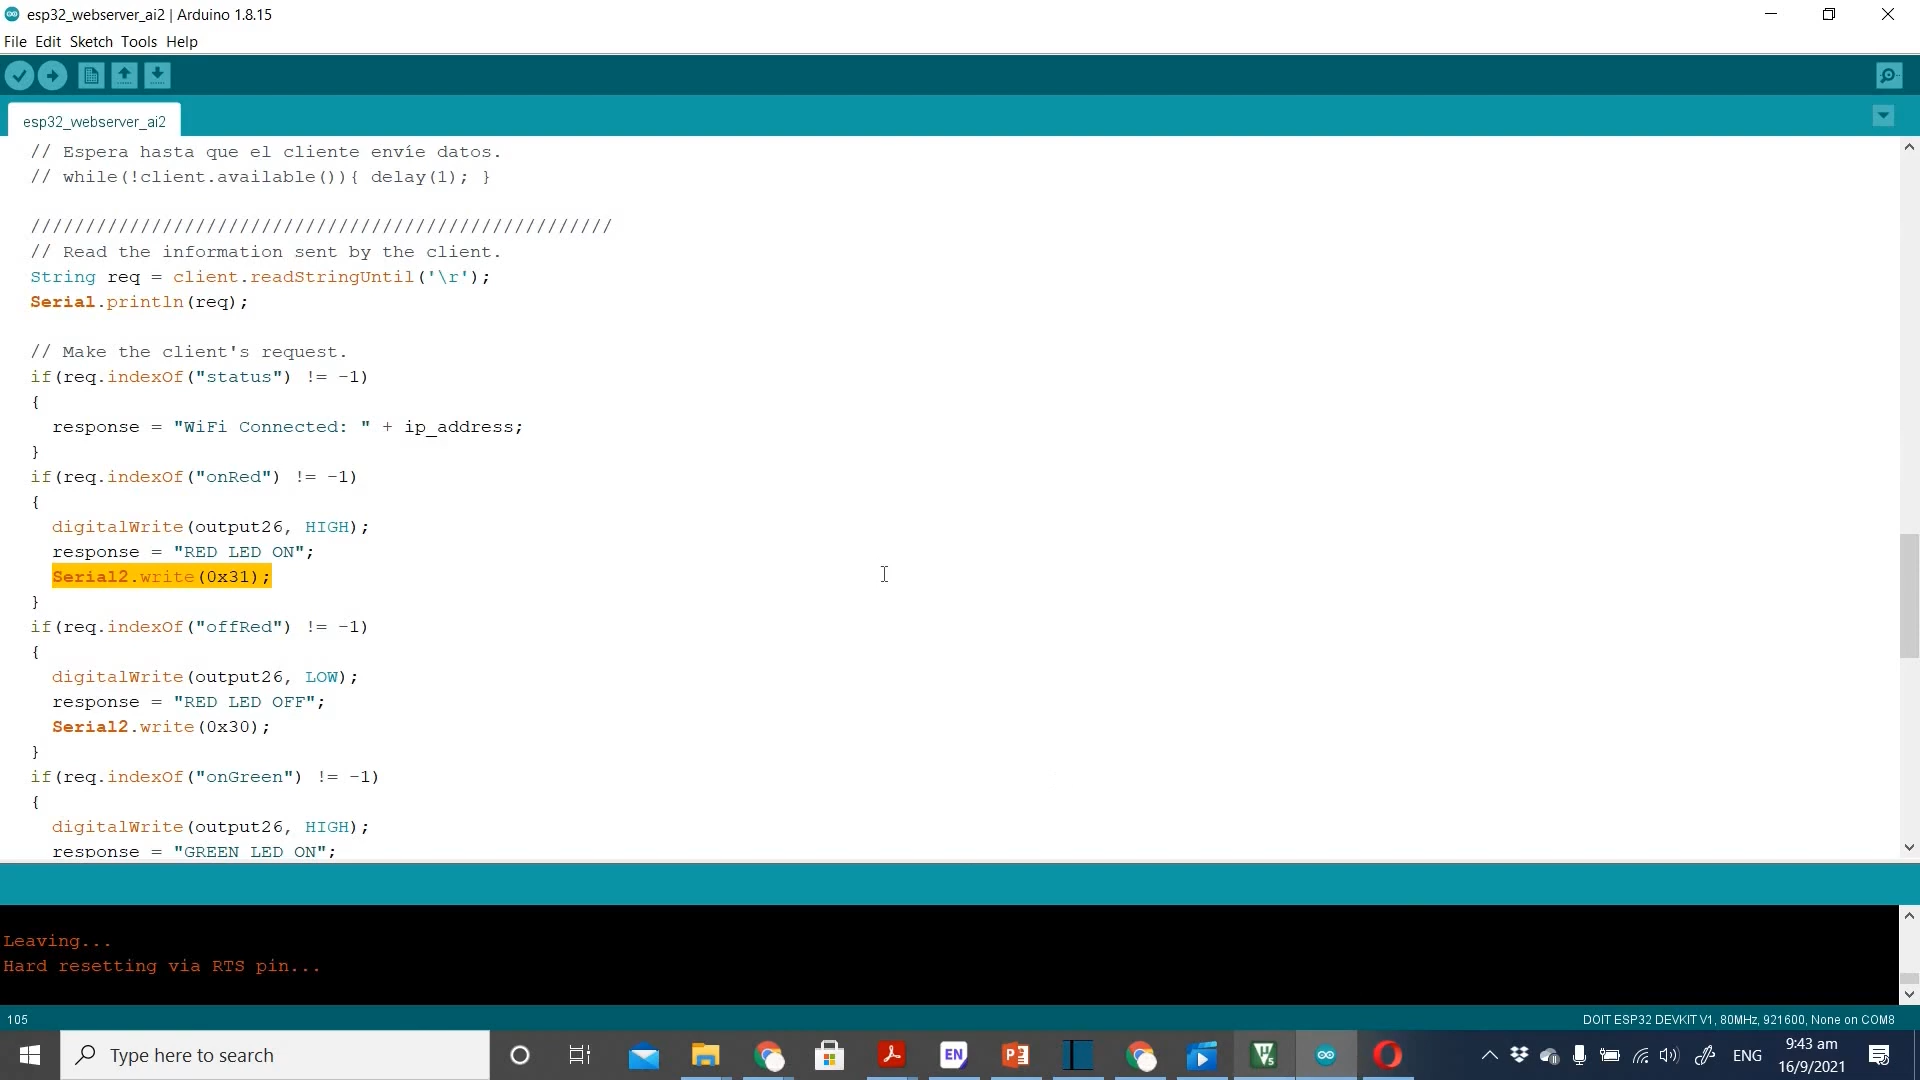 esp32_webserver_ai2 | Arduino 1.8.15
File Edit Sketch Tools Help
esp32_webserver_ai2
// Espera hasta que el cliente envíe datos.
// while(!client.available()){ delay(1); }
/////////////////////////////////////////////////////
// Read the information sent by the client.
String req = client.readStringUntil('\r');
Serial.println(req);
// Make the client's request.
if(req.indexOf("status") != -1)
{
response = "WiFi Connected: " + ip_address;
}
if(req.indexOf("onRed") != -1)
{
digitalWrite(output26, HIGH);
response = "RED LED ON";
Serial2.write(0x31);
}
if(req.indexOf("offRed") != -1)
{
digitalWrite(output26, LOW);
response = "RED LED OFF";
Serial2.write(0x30);
}
if(req.indexOf("onGreen") != -1)
{
digitalWrite(output26, HIGH);
response = "GREEN LED ON";
Leaving...
Hard resetting via RTS pin...
105
DOIT ESP32 DEVKIT V1, 80MHz, 921600, None on COM8
Type here to search
EN
ENG
9:43 am
16/9/2021